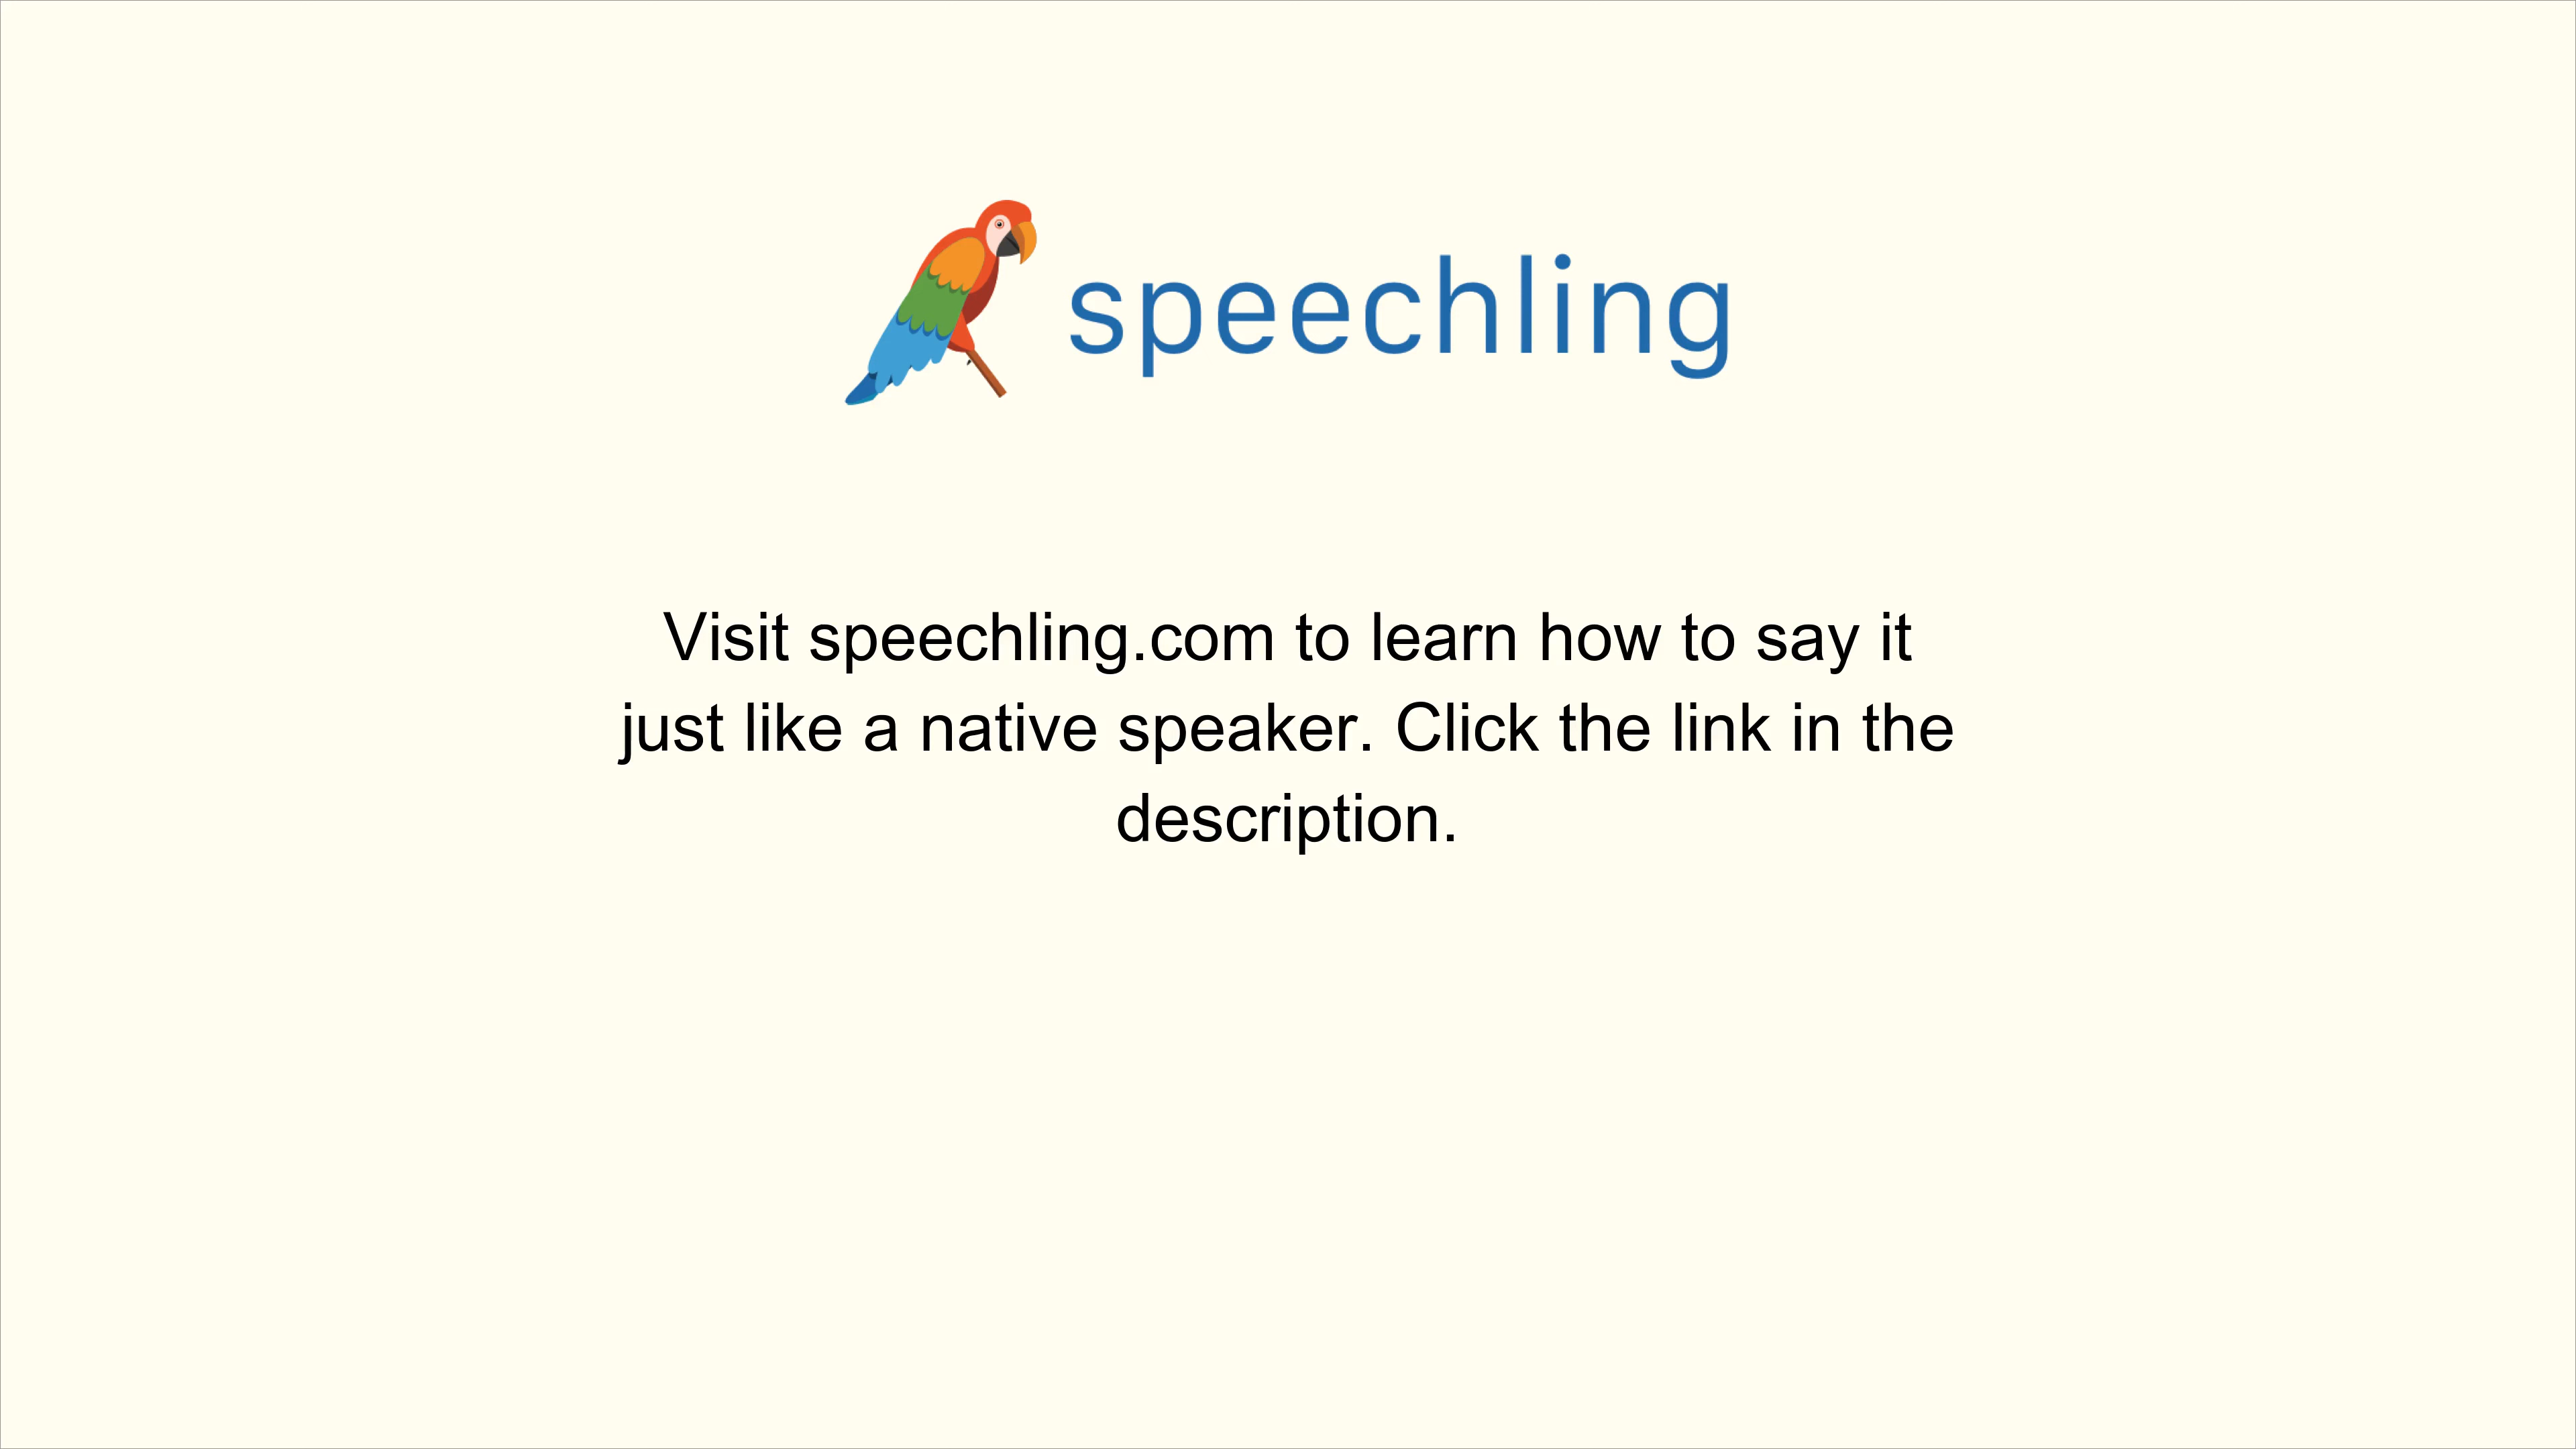 speechling
Visit speechling.com to learn how to say it
just like a native speaker. Click the link in the
description.